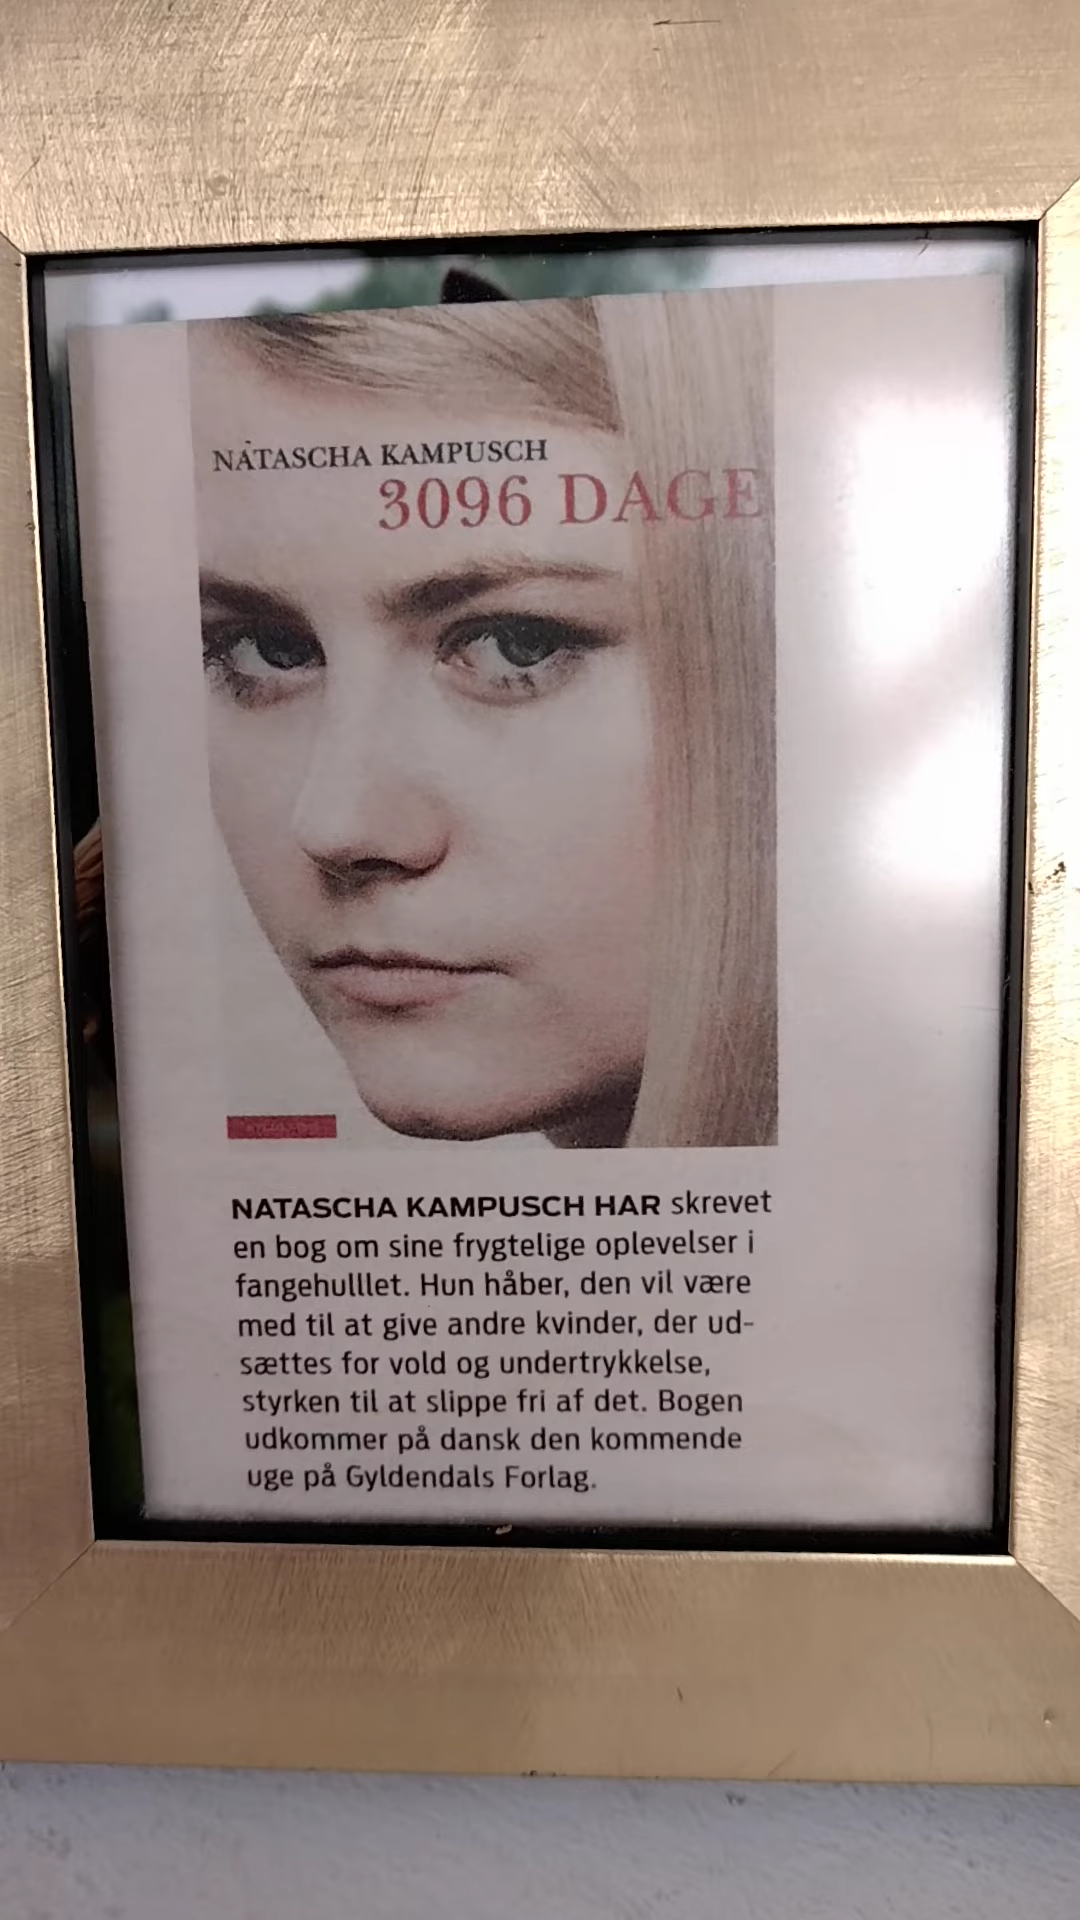 NATASCHA KAMPUSCH
3096 DAGE
NATASCHA KAMPUSCH HAR skrevet
en bog om sine frygtelige oplevelser i
fangehulllet. Hun håber, den vil være
med til at give andre kvinder, der ud-
sættes for vold og undertrykkelse,
styrken til at slippe fri af det. Bogen
udkommer på dansk den kommende
uge på Gyldendals Forlag.